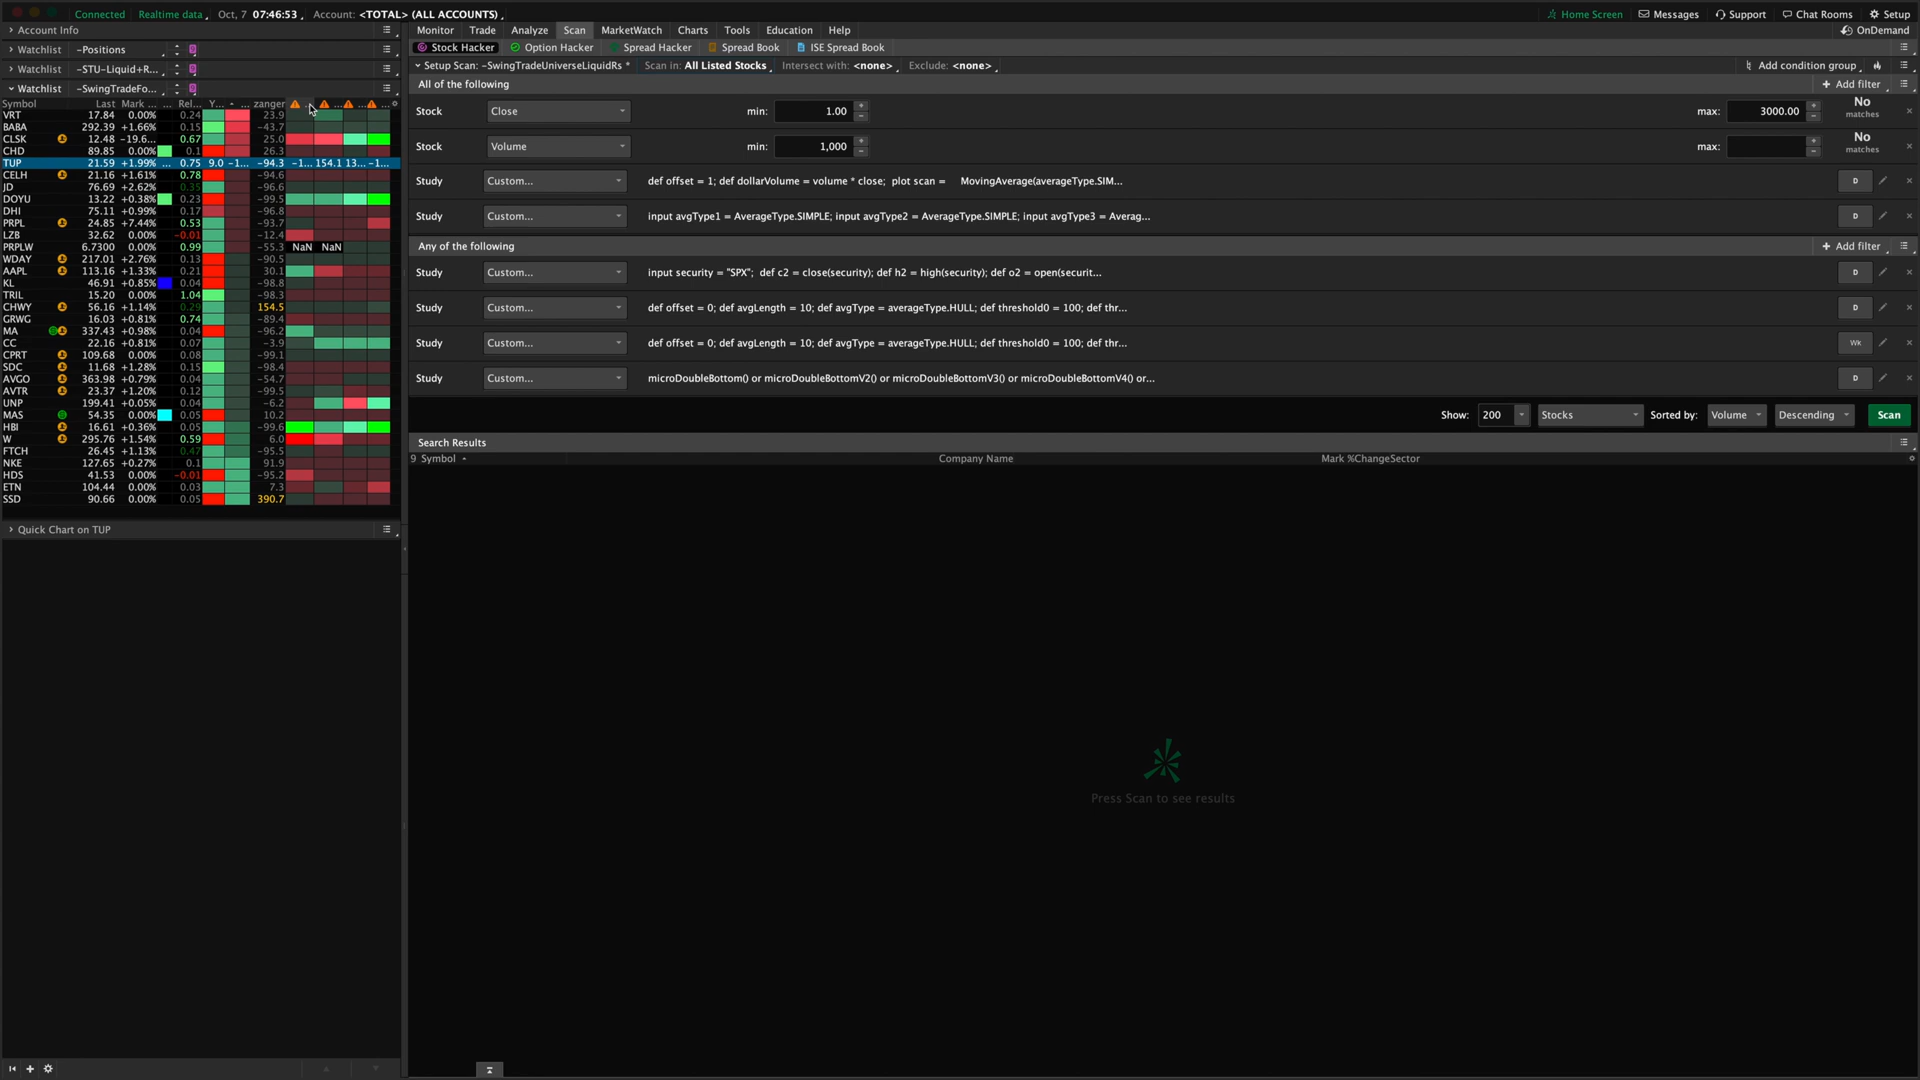 Connected Realtime data Oct, 7 07:46:53 Account: <TOTAL> (ALL ACCOUNTS) Home Screen Messages Support Chat Rooms Setup
Account Info Monitor Trade Analyze Scan MarketWatch Charts Tools Education Help OnDemand
Watchlist -Positions 9 Stock Hacker Option Hacker Spread Hacker Spread Book ISE Spread Book
Watchlist -STU-Liquid+R... 9 Setup Scan: ~SwingTradeUniverseLiquidRs * Scan in: All Listed Stocks Intersect with: <none> Exclude: <none> Add condition group
Watchlist -SwingTradeFo... 9 All of the following Add filter
Symbol Last Mark ... Rel... Y... ... zanger ... ... ...
VRT 17.84 0.00% 0.24 23.9
BABA 292.39 +1.66% 0.15 -43.7
CLSK 12.48 -19.6... 0.67 25.0
CHD 89.85 0.00% 0.1 26.3
TUP 21.59 +1.99% ... 0.75 9.0 -1... -94.3 -1... 154.1 13... -1...
CELH 21.16 +1.61% 0.78 -94.6
JD 76.69 +2.62% 0.35 -96.6
DOYU 13.22 +0.38% 0.23 -99.5
DHI 75.11 +0.99% 0.17 -96.8
PRPL 24.85 +7.44% 0.53 -93.7
LZB 32.62 0.00% -0.01 -12.4
PRPLW 6.7300 0.00% 0.99 -55.3 NaN NaN
WDAY 217.01 +2.76% 0.13 -90.5
AAPL 113.16 +1.33% 0.21 30.1
KL 46.91 +0.85% 0.04 -98.8
TRIL 15.20 0.00% 1.04 -98.3
CHWY 56.16 +1.14% 0.29 154.5
GRWG 16.03 +0.81% 0.74 -89.4
MA 337.43 +0.98% 0.04 -96.2
CC 22.16 +0.81% 0.07 -3.9
CPRT 109.68 0.00% 0.08 -99.1
SDC 11.68 +1.28% 0.15 -98.4
AVGO 363.98 +0.79% 0.04 -54.7
AVTR 23.37 +1.20% 0.12 -99.5
UNP 199.41 +0.05% 0.04 -6.2
MAS 54.35 0.00% 0.05 10.2
HBI 16.61 +0.36% 0.05 -99.6
W 295.76 +1.54% 0.59 6.0
FTCH 26.45 +1.13% 0.47 -95.5
NKE 127.65 +0.27% 0.1 91.9
HDS 41.53 0.00% -0.01 -95.2
ETN 104.44 0.00% 0.03 7.3
SSD 90.66 0.00% 0.05 390.7
Quick Chart on TUP
Stock Close min: 1.00 max: 3000.00 No matches
Stock Volume min: 1,000 max: No matches
Study Custom... def offset = 1; def dollarVolume = volume * close; plot scan = MovingAverage(averageType.SIM... D
Study Custom... input avgType1 = AverageType.SIMPLE; input avgType2 = AverageType.SIMPLE; input avgType3 = Averag... D
Any of the following Add filter
Study Custom... input security = "SPX"; def c2 = close(security); def h2 = high(security); def o2 = open(securit... D
Study Custom... def offset = 0; def avgLength = 10; def avgType = averageType.HULL; def threshold0 = 100; def thr... D
Study Custom... def offset = 0; def avgLength = 10; def avgType = averageType.HULL; def threshold0 = 100; def thr... Wk
Study Custom... microDoubleBottom() or microDoubleBottomV2() or microDoubleBottomV3() or microDoubleBottomV4() or... D
Show: 200 Stocks Sorted by: Volume Descending Scan
Search Results
9 Symbol Company Name Mark %Change Sector
Press Scan to see results